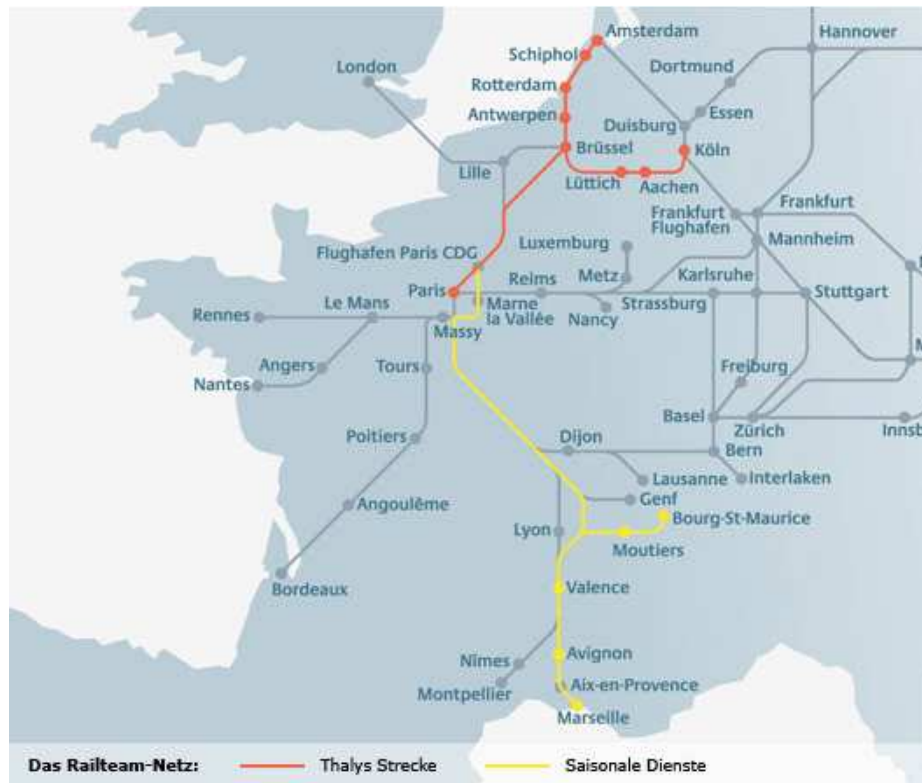 Amsterdam
Hannover
Schiphol
London
Dortmund
Rotterdam
Essen
Antwerpen
Duisburg
Brüssel
Köln
Lille
Lüttich
Aachen
Frankfurt
Frankfurt
Flughafen
Luxemburg
Mannheim
Flughafen Paris CDG
Metz
Karlsruhe
Reims
Paris
Strassburg
Stuttgart
Le Mans
Marne
la Vallée
Nancy
Rennes
Massy
Angers
Tours
Freiburg
Nantes
Basel
Zürich
Innsb
Poitiers
Dijon
Bern
Lausanne
Interlaken
Genf
Angoulême
Bourg-St-Maurice
Lyon
Moutiers
Bordeaux
Valence
Avignon
Nîmes
Aix-en-Provence
Montpellier
Marseille
Das Railteam-Netz:
Thalys Strecke
Saisonale Dienste